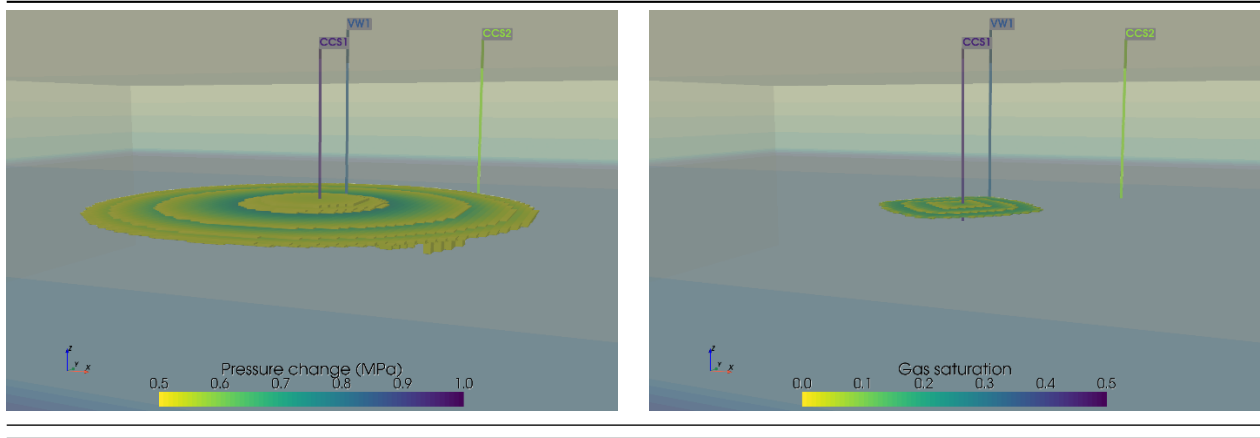 VW1
CCS1
CCS2
Z
Y
X
Pressure change (MPa)
0.5 0.6 0.7 0.8 0.9 1.0
VW1
CCS1
CCS2
Z
Y
X
Gas saturation
0.0 0.1 0.2 0.3 0.4 0.5